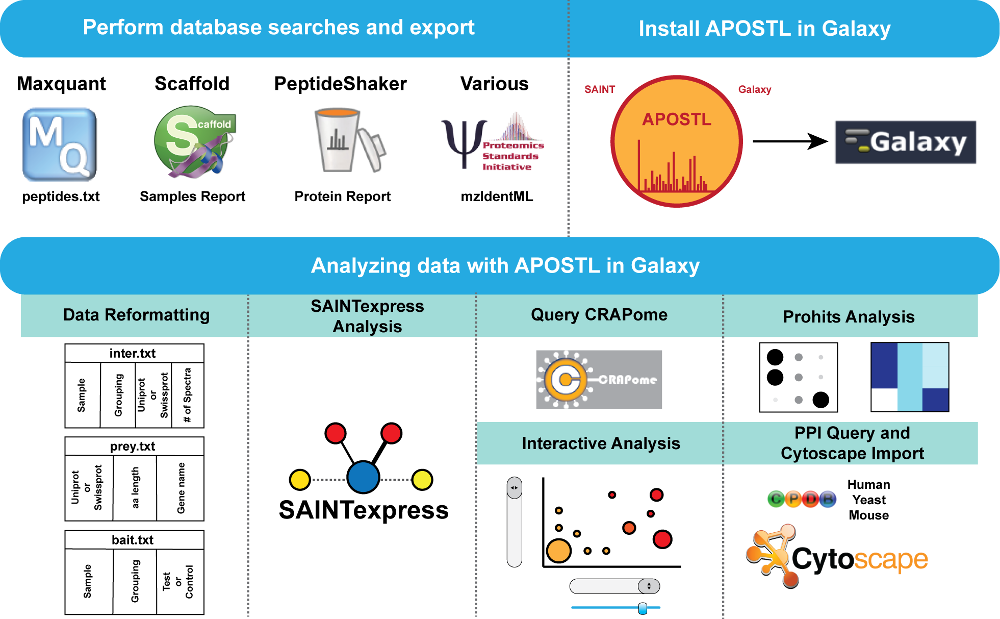 Perform database searches and export
Install APOSTL in Galaxy
Maxquant
Scaffold
PeptideShaker
Various
MQ
Scaffold
Proteomics
Standards
Initiative
peptides.txt
Samples Report
Protein Report
mzIdentML
SAINT
Galaxy
APOSTL
Galaxy
Analyzing data with APOSTL in Galaxy
Data Reformatting
inter.txt
Sample
Grouping
Uniprot
or
Swissprot
# of Spectra
prey.txt
Uniprot
or
Swissprot
aa length
Gene name
bait.txt
Sample
Grouping
Test
or
Control
SAINTexpress
Analysis
SAINTexpress
Query CRAPome
CRAPome
Interactive Analysis
Prohits Analysis
PPI Query and
Cytoscape Import
CPDB
Human
Yeast
Mouse
Cytoscape